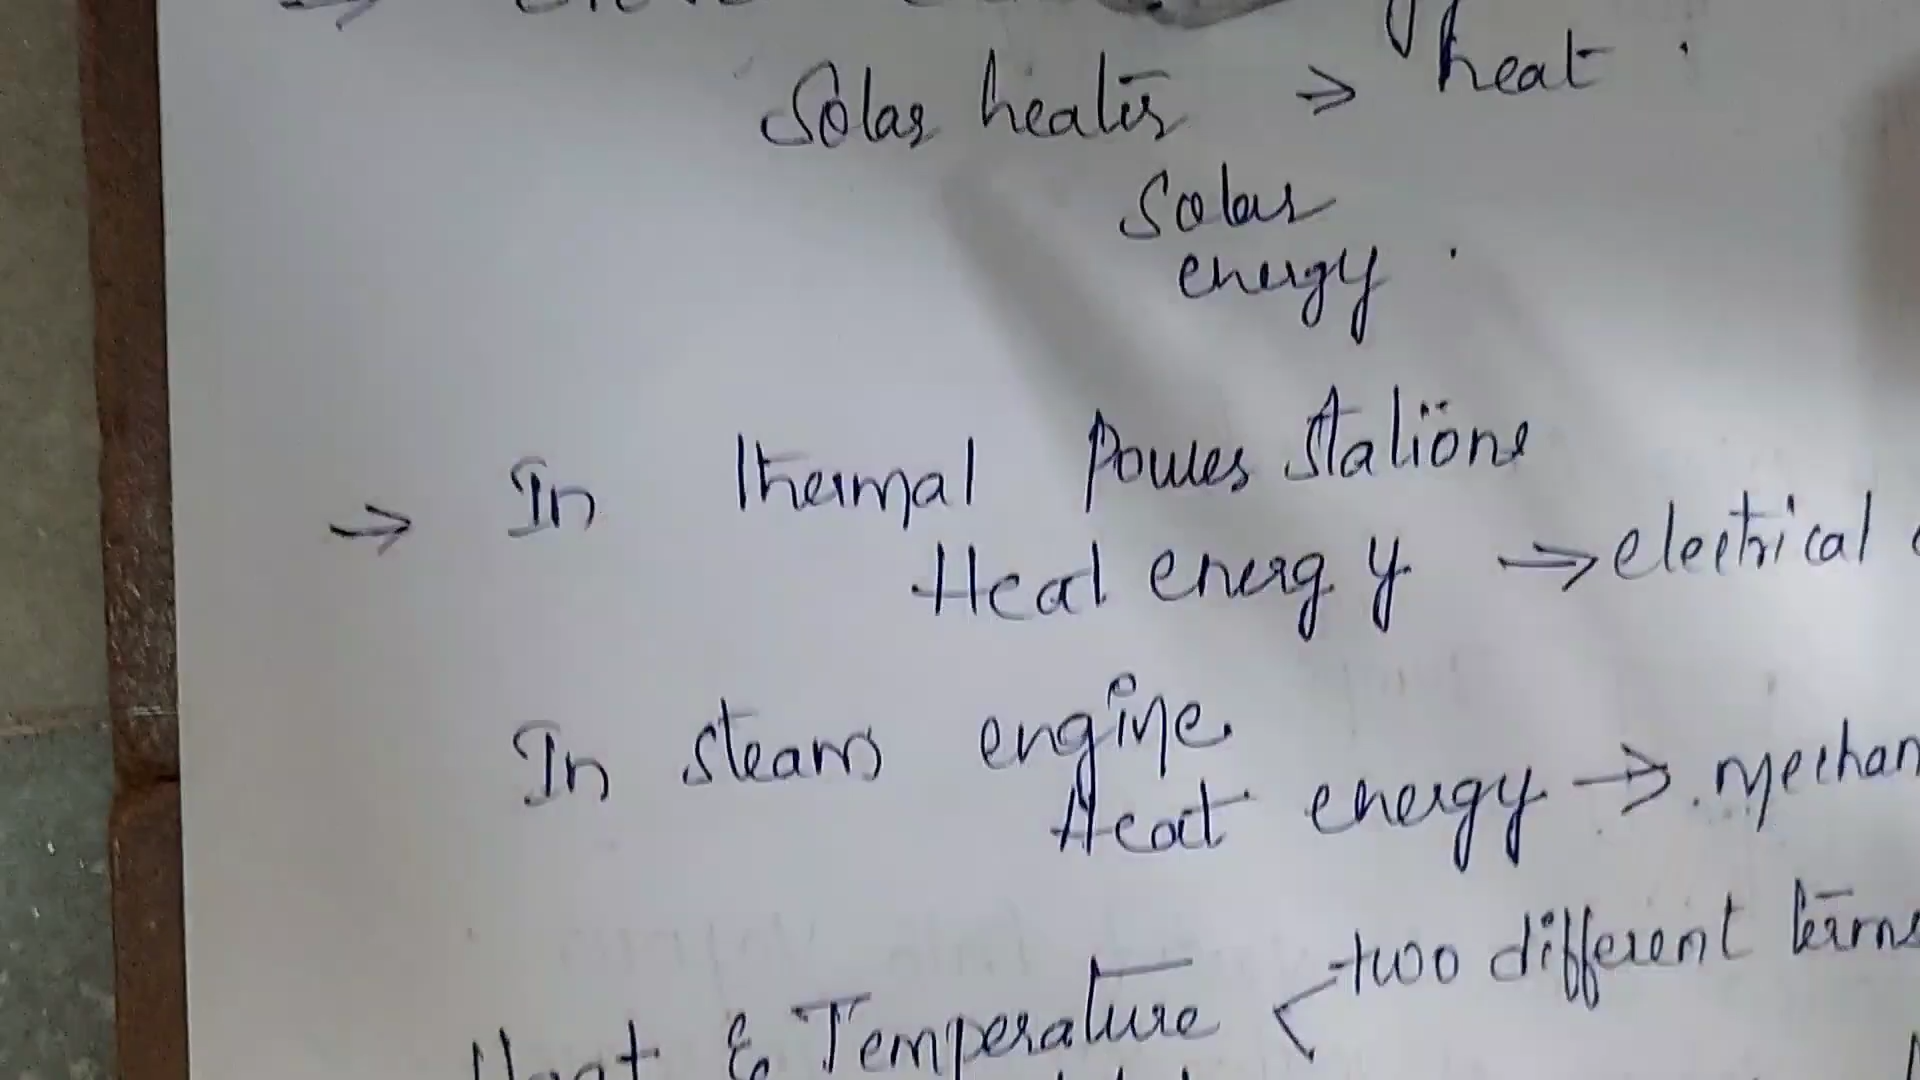 Solar heater → heat
Solar
energy
→ In thermal Power Stations
Heat energy → electrical
In steam engine
Heat energy → mechan
Heat & Temperature < two different terms